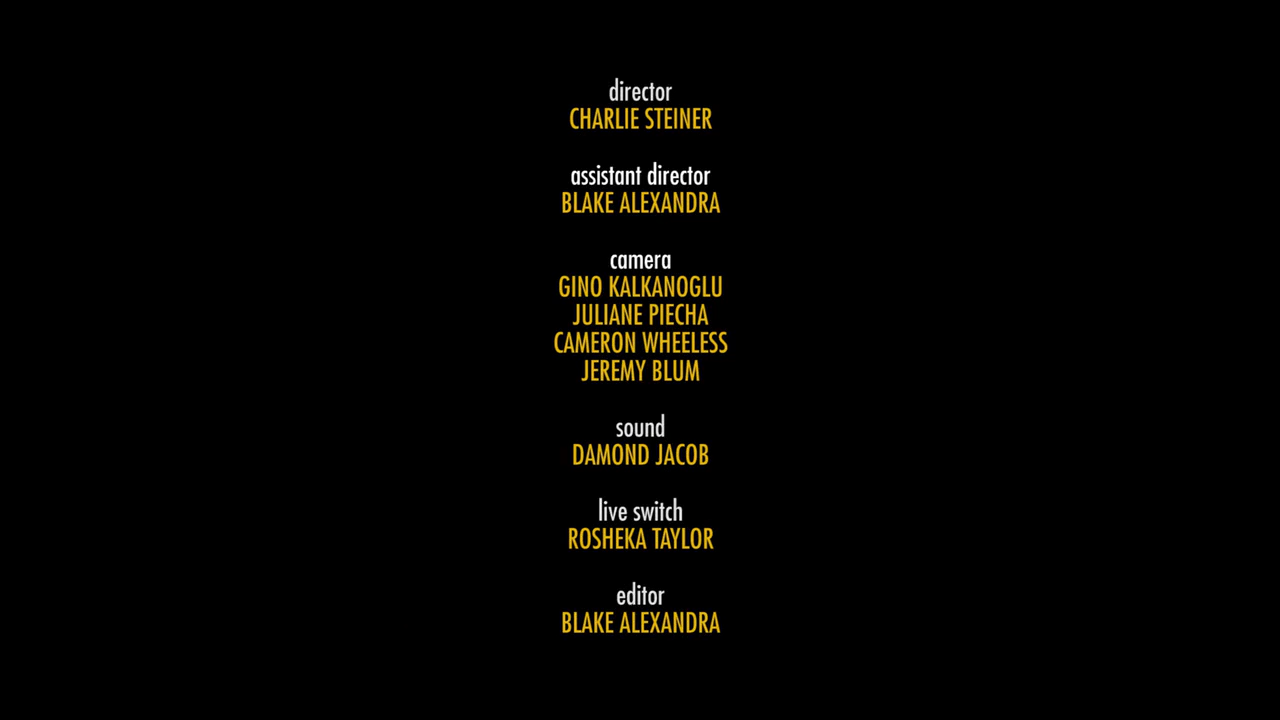 director
CHARLIE STEINER
assistant director
BLAKE ALEXANDRA
camera
GINO KALKANOGLU
JULIANE PIECHA
CAMERON WHEELESS
JEREMY BLUM
sound
DAMOND JACOB
live switch
ROSHEKA TAYLOR
editor
BLAKE ALEXANDRA